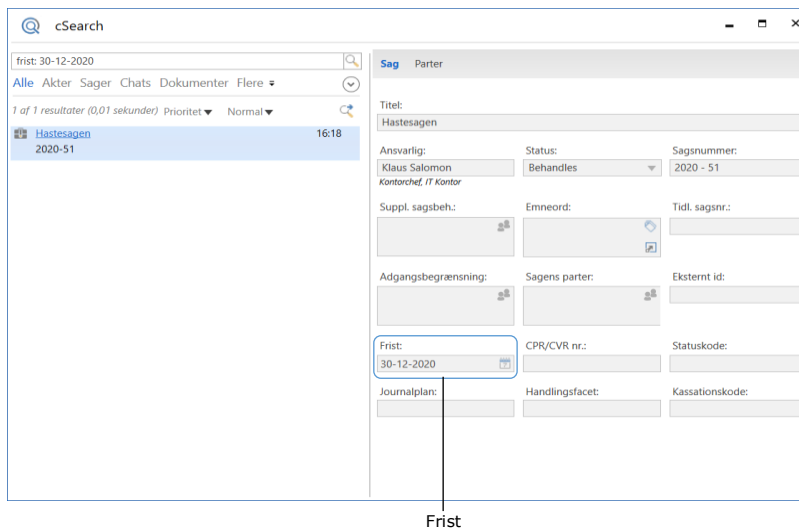 cSearch
frist: 30-12-2020
Alle Akter Sager Chats Dokumenter Flere
1 af 1 resultater (0,01 sekunder) Prioritet Normal
Hastesagen 16:18
2020-51
Sag Parter
Titel:
Hastesagen
Ansvarlig: Status: Sagsnummer:
Klaus Salomon Behandles 2020 - 51
Kontorchef, IT Kontor
Suppl. sagsbeh.: Emneord: Tidl. sagsnr.:
Adgangsbegrænsning: Sagens parter: Eksternt id:
Frist: CPR/CVR nr.: Statuskode:
30-12-2020
Journalplan: Handlingsfacet: Kassationskode:
Frist